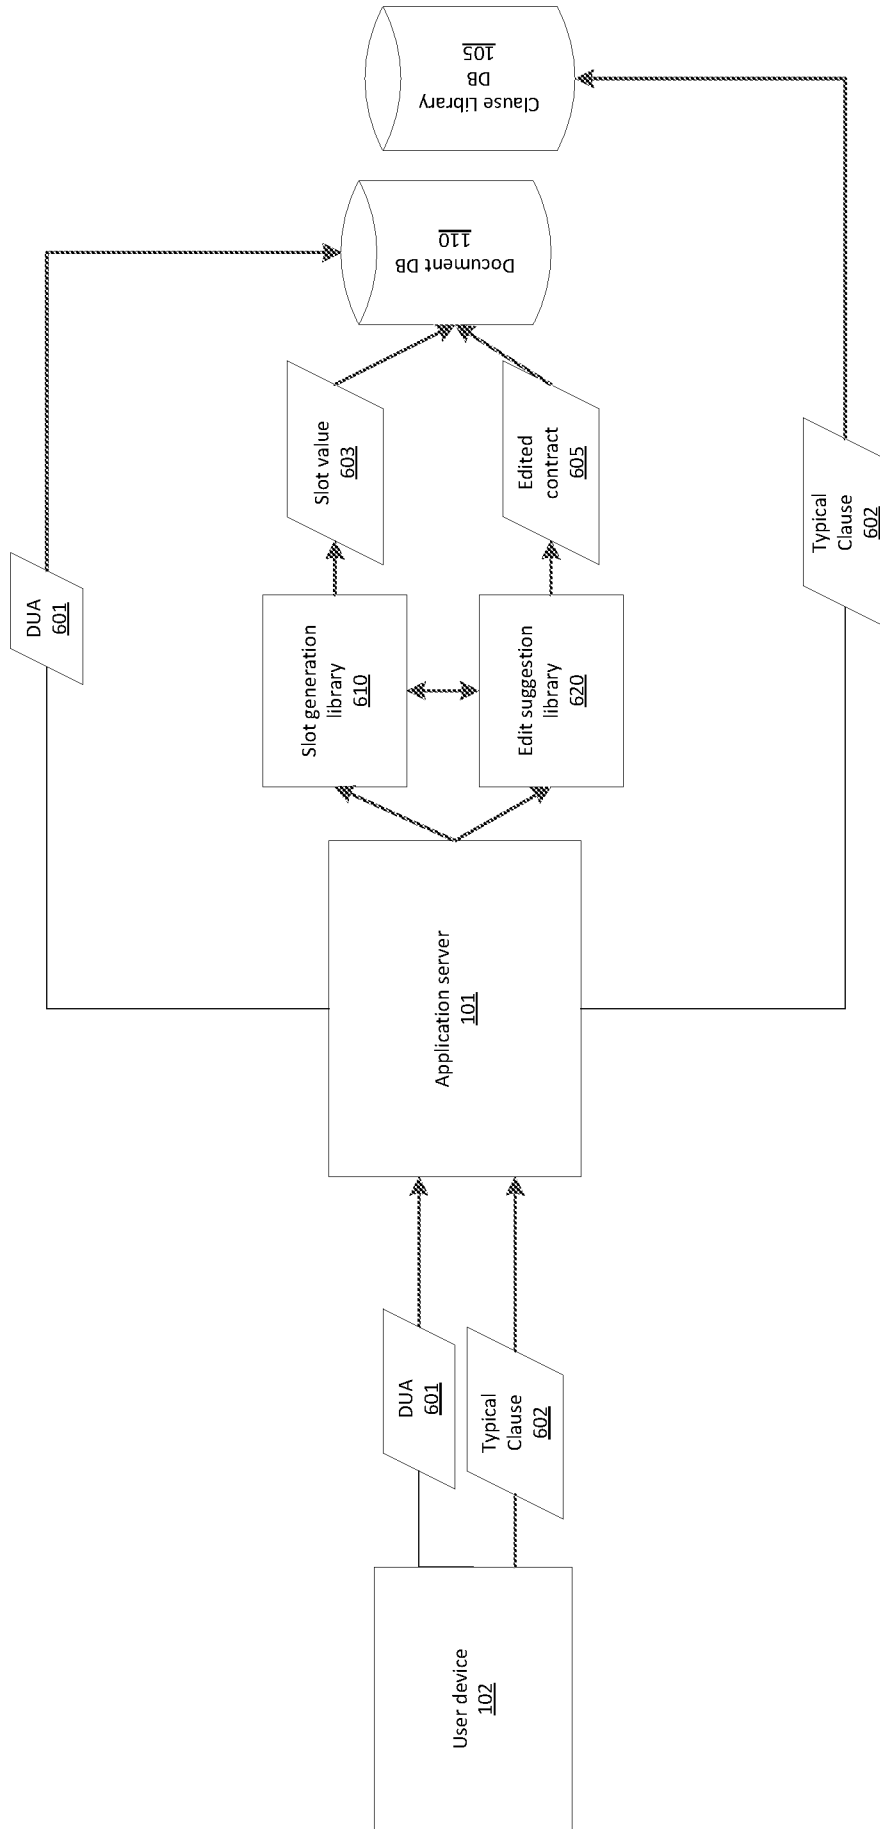 User device
102
DUA
601
Typical
Clause
602
Application server
101
DUA
601
Slot generation
library
610
Edit suggestion
library
620
Slot value
603
Edited
contract
605
Typical
Clause
602
Document DB
110
Clause Library
DB
105